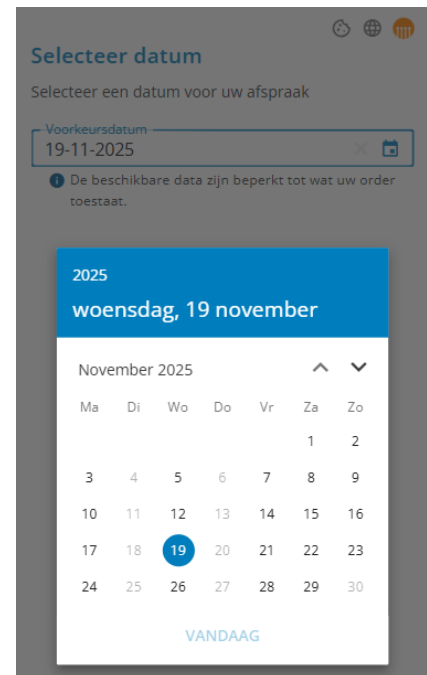 Selecteer datum
Selecteer een datum voor uw afspraak
Voorkeursdatum
19-11-2025
De beschikbare data zijn beperkt tot wat uw order
toestaat.
2025
woensdag, 19 november
November 2025
Ma Di Wo Do Vr Za Zo
1 2
3 4 5 6 7 8 9
10 11 12 13 14 15 16
17 18 19 20 21 22 23
24 25 26 27 28 29 30
VANDAAG